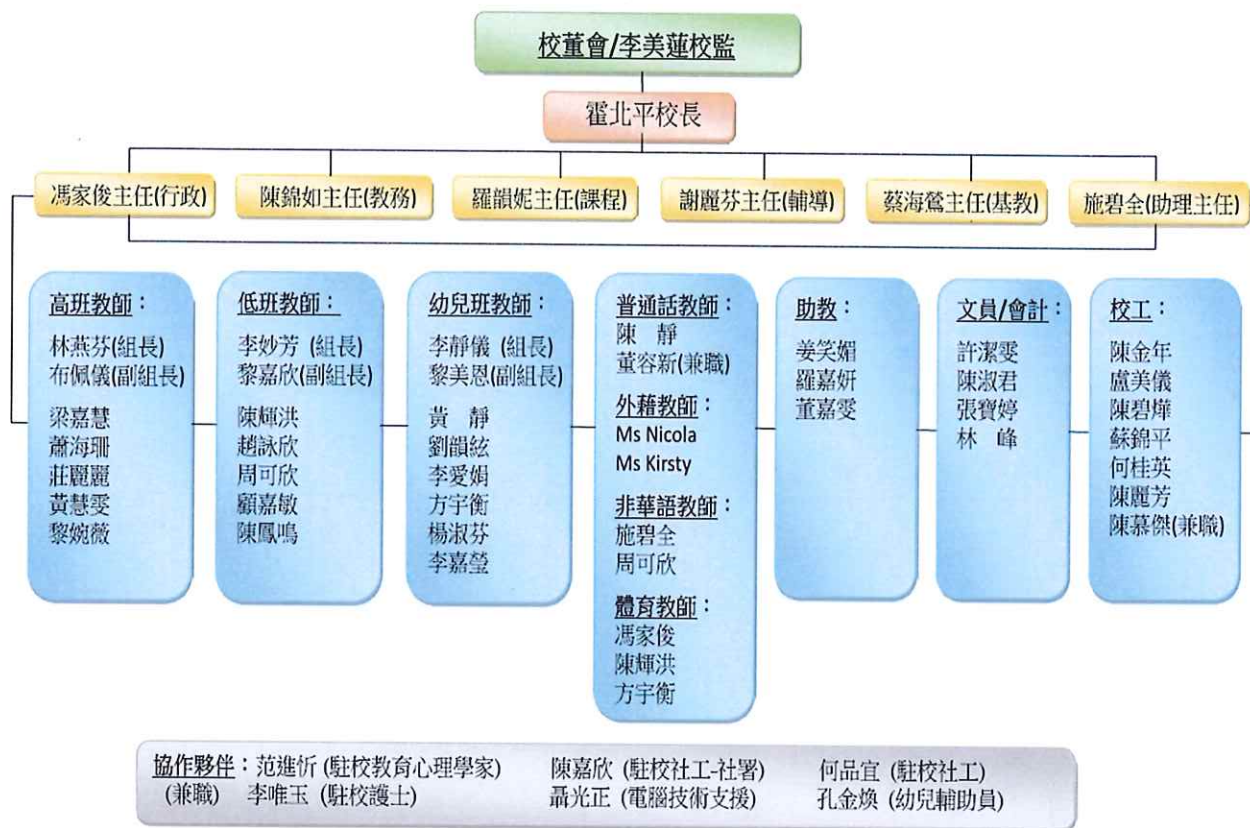 校董會/李美蓮校監
霍北平校長
馮家俊主任(行政)
陳錦如主任(教務)
羅韻妮主任(課程)
謝麗芬主任(輔導)
蔡海鶯主任(基教)
施碧全(助理主任)
高班教師：
林燕芬(組長)
布佩儀(副組長)
梁嘉慧
蕭海珊
莊麗麗
黃慧雯
黎婉薇
低班教師：
李妙芳 (組長)
黎嘉欣(副組長)
陳輝洪
趙詠欣
周可欣
顧嘉敏
陳鳳鳴
幼兒班教師：
李靜儀 (組長)
黎美恩(副組長)
黃　靜
劉韻絃
李愛娟
方宇衡
楊淑芬
李嘉瑩
普通話教師：
陳　靜
董容新(兼職)
外藉教師：
Ms Nicola
Ms Kirsty
非華語教師：
施碧全
周可欣
體育教師：
馮家俊
陳輝洪
方宇衡
助教：
姜笑媚
羅嘉妍
董嘉雯
文員/會計：
許潔雯
陳淑君
張寶婷
林　峰
校工：
陳金年
盧美儀
陳碧燁
蘇錦平
何桂英
陳麗芳
陳慕傑(兼職)
協作夥伴：范進忻 (駐校教育心理學家) 陳嘉欣 (駐校社工-社署) 何品宜 (駐校社工)
(兼職) 李唯玉 (駐校護士) 聶光正 (電腦技術支援) 孔金煥 (幼兒輔助員)